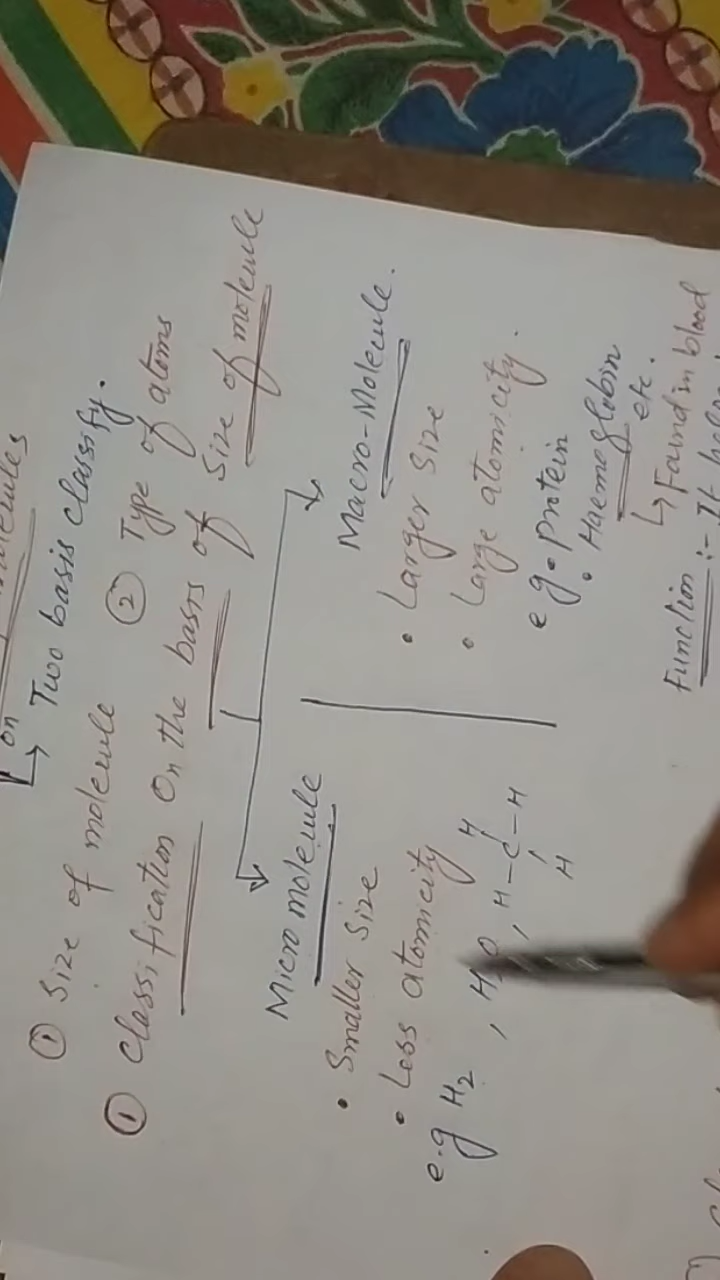 on
↳ Two basis classify.
① Size of molecule ② Type of atoms
① Classification On the basis of Size of molecule
Micro molecule
• Smaller Size
• Less atomicity
e.g H2, H2O, H-C-H
H
H
Macro-Molecule.
• Larger Size
• Large atomicity.
eg. • protein
• Haemoglobin
etc.
↳ Found in blood
Function :- It